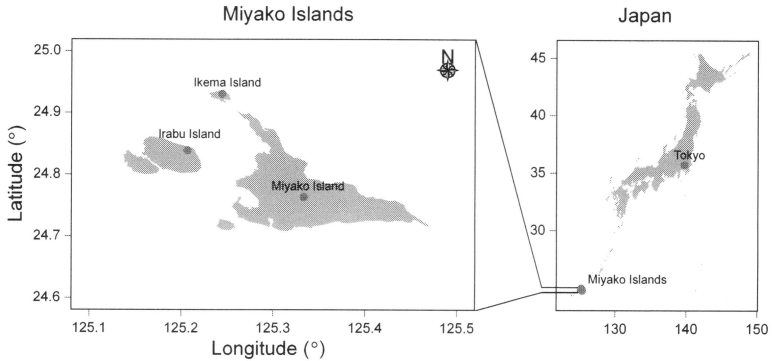 Miyako Islands
Japan
25.0
24.9
24.8
24.7
24.6
Latitude (°)
N
Ikema Island
Irabu Island
Miyako Island
125.1 125.2 125.3 125.4 125.5
Longitude (°)
45
40
35
30
Tokyo
Miyako Islands
130 140 150